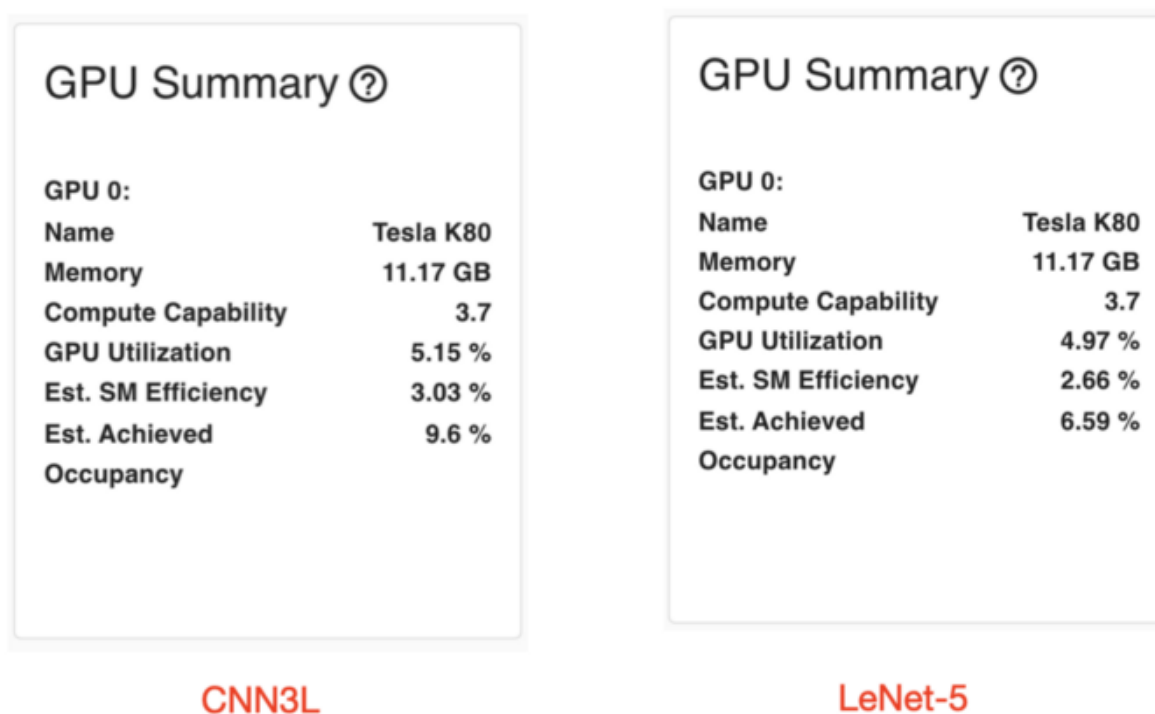 GPU Summary ?
GPU 0:
Name Tesla K80
Memory 11.17 GB
Compute Capability 3.7
GPU Utilization 5.15 %
Est. SM Efficiency 3.03 %
Est. Achieved 9.6 %
Occupancy
CNN3L
GPU Summary ?
GPU 0:
Name Tesla K80
Memory 11.17 GB
Compute Capability 3.7
GPU Utilization 4.97 %
Est. SM Efficiency 2.66 %
Est. Achieved 6.59 %
Occupancy
LeNet-5